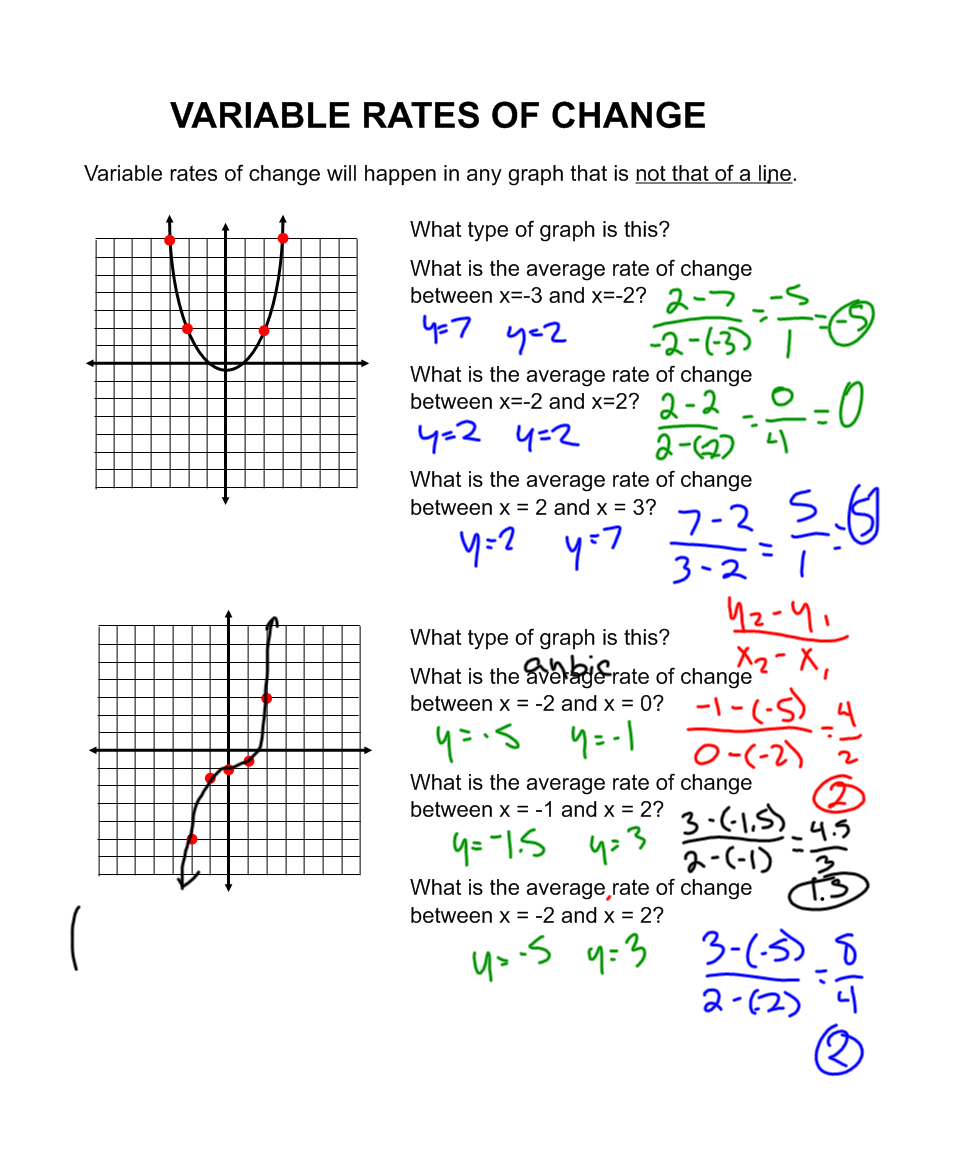 VARIABLE RATES OF CHANGE
Variable rates of change will happen in any graph that is not that of a line.
What type of graph is this?
What is the average rate of change
between x=-3 and x=-2?
y=7 y=2
2-7/-2-(-3) = -5/1 = -5
What is the average rate of change
between x=-2 and x=2?
y=2 y=2
2-2/2-(-2) = 0/4 = 0
What is the average rate of change
between x = 2 and x = 3?
y=2 y=7
7-2/3-2 = 5/1 = 5
y2-y1/x2-x1
What type of graph is this?
What is the average rate of change
between x = -2 and x = 0?
y=-5 y=-1
-1-(-5)/0-(-2) = 4/2
2
What is the average rate of change
between x = -1 and x = 2?
y=-1.5 y=3
3-(-1.5)/2-(-1) = 4.5/3
1.5
What is the average rate of change
between x = -2 and x = 2?
y=-5 y=3
3-(-5)/2-(-2) = 8/4
2